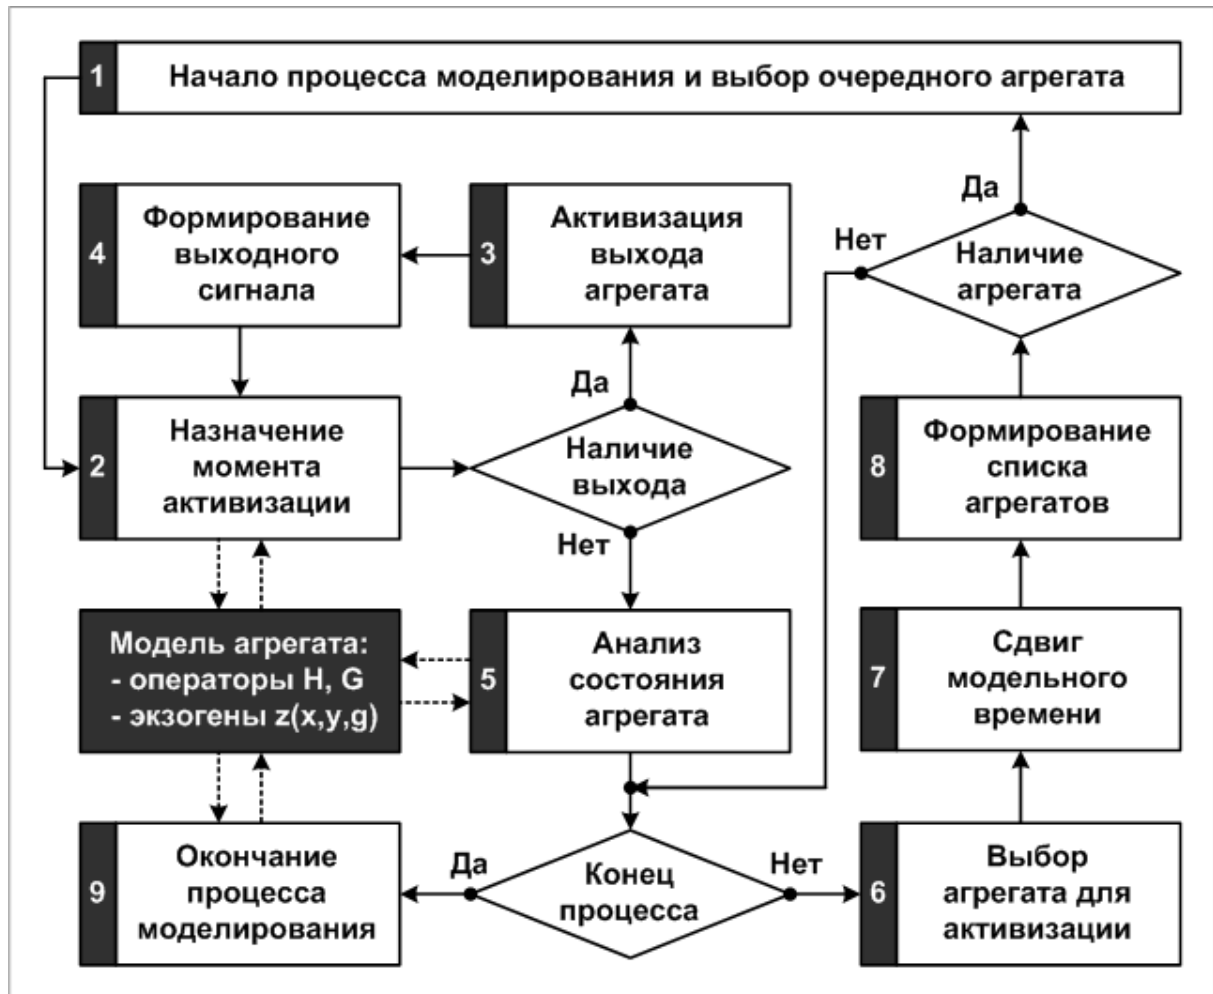 1
Начало процесса моделирования и выбор очередного агрегата
4
Формирование
выходного
сигнала
3
Активизация
выхода
агрегата
Да
Нет
Наличие
агрегата
2
Назначение
момента
активизации
Да
Наличие
выхода
Нет
8
Формирование
списка
агрегатов
Модель агрегата:
- операторы H, G
- экзогены z(x,y,g)
5
Анализ
состояния
агрегата
7
Сдвиг
модельного
времени
9
Окончание
процесса
моделирования
Да
Конец
процесса
Нет
6
Выбор
агрегата для
активизации